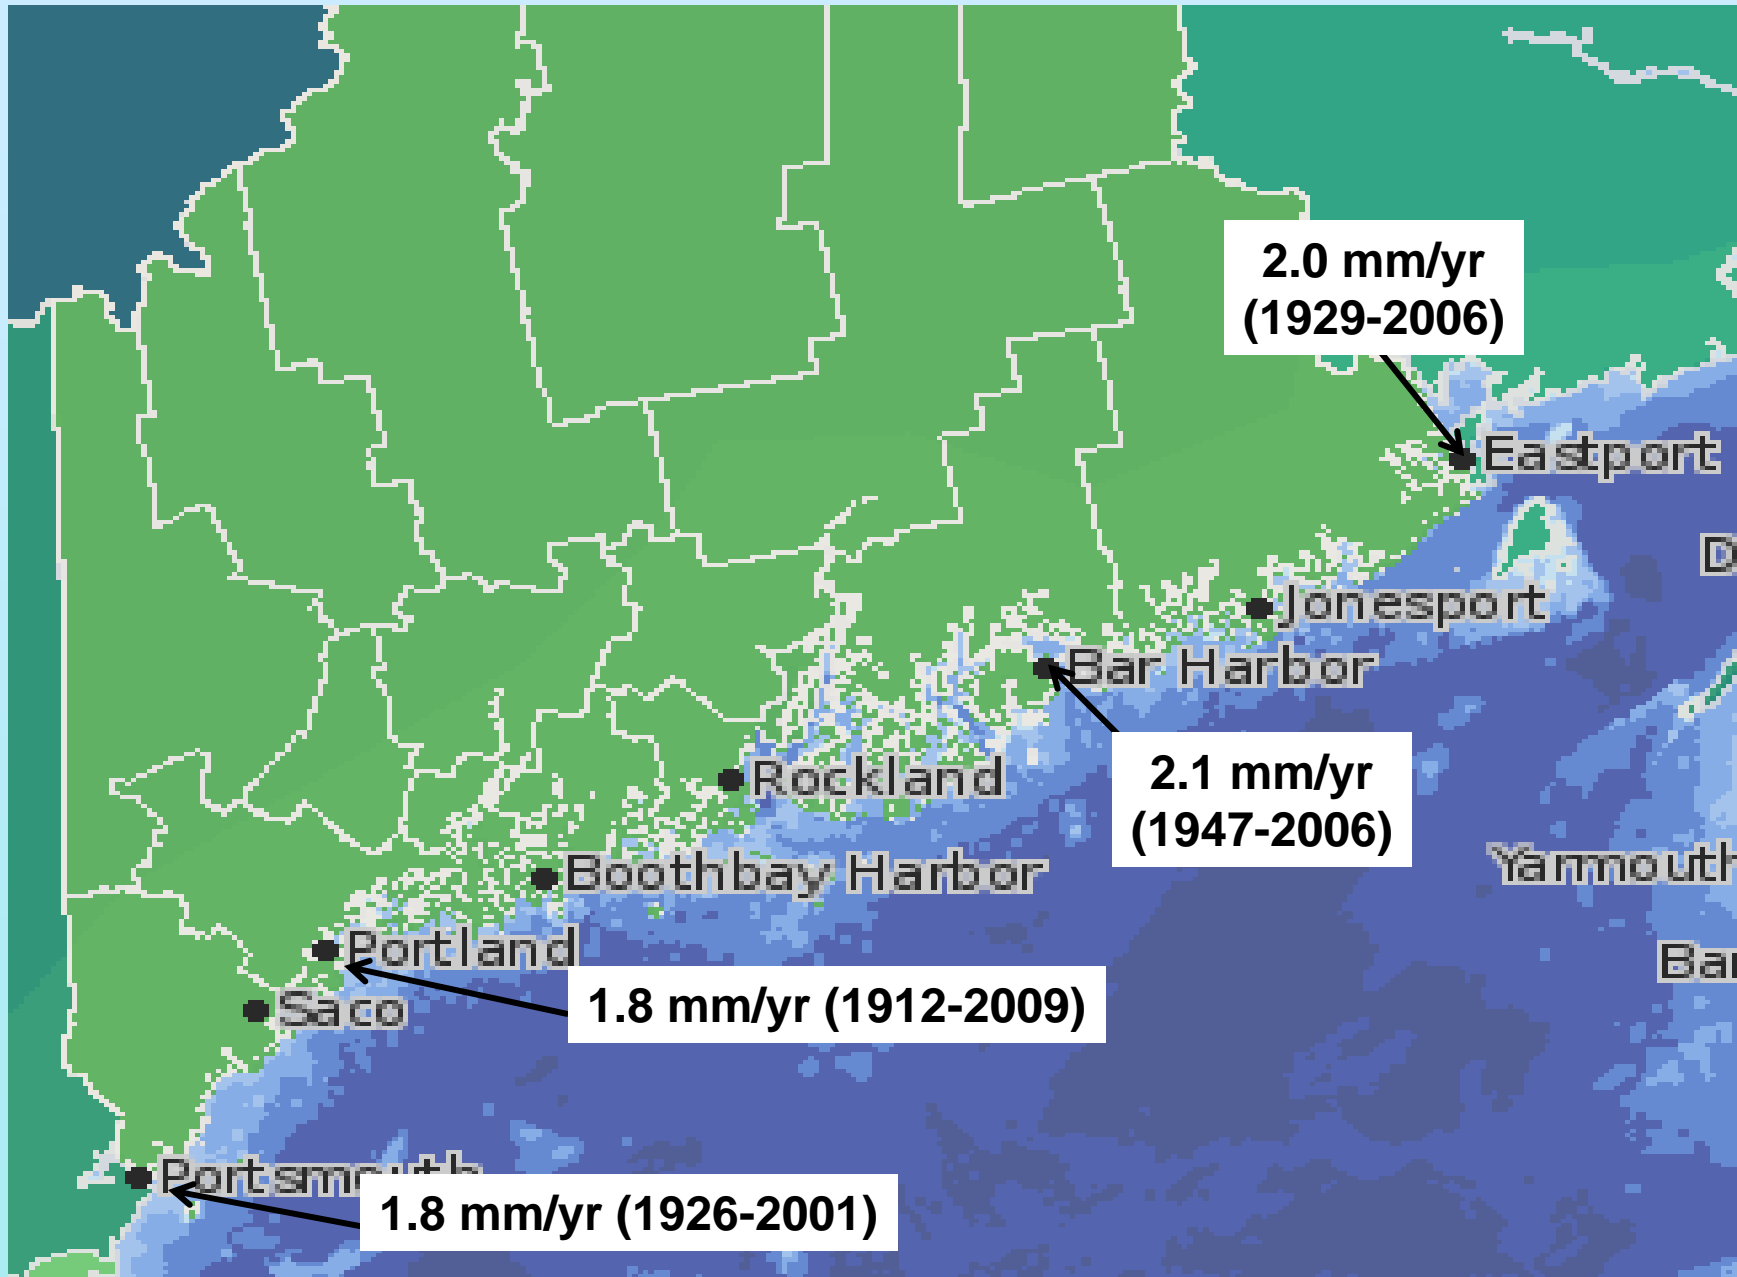 2.0 mm/yr
(1929-2006)
Eastport
Jonesport
Bar Harbor
2.1 mm/yr
(1947-2006)
Rockland
Yarmouth
Boothbay Harbor
Portland
Bar
1.8 mm/yr (1912-2009)
Saco
Portsmouth
1.8 mm/yr (1926-2001)